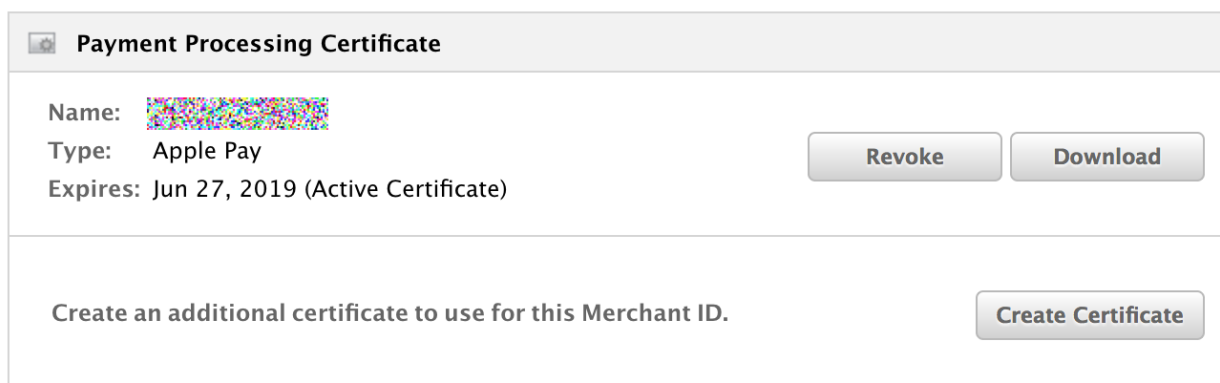 Payment Processing Certificate
Name:
Type: Apple Pay
Expires: Jun 27, 2019 (Active Certificate)
Revoke
Download
Create an additional certificate to use for this Merchant ID.
Create Certificate